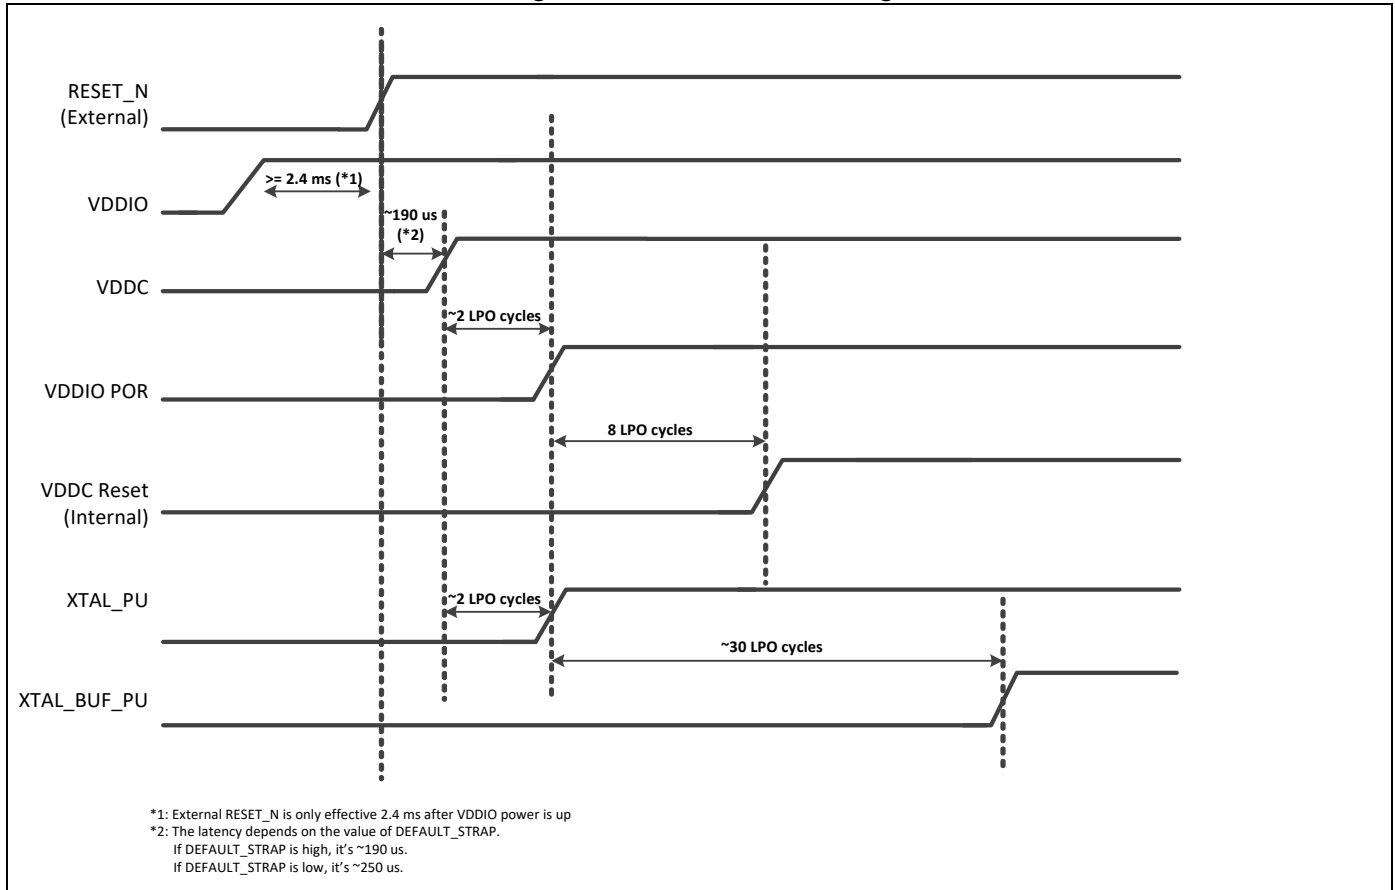 RESET_N
(External)
>= 2.4 ms (*1)
VDDIO
~190 us
(*2)
VDDC
~2 LPO cycles
VDDIO POR
8 LPO cycles
VDDC Reset
(Internal)
XTAL_PU
~2 LPO cycles
~30 LPO cycles
XTAL_BUF_PU
*1: External RESET_N is only effective 2.4 ms after VDDIO power is up
*2: The latency depends on the value of DEFAULT_STRAP.
If DEFAULT_STRAP is high, it’s ~190 us.
If DEFAULT_STRAP is low, it’s ~250 us.